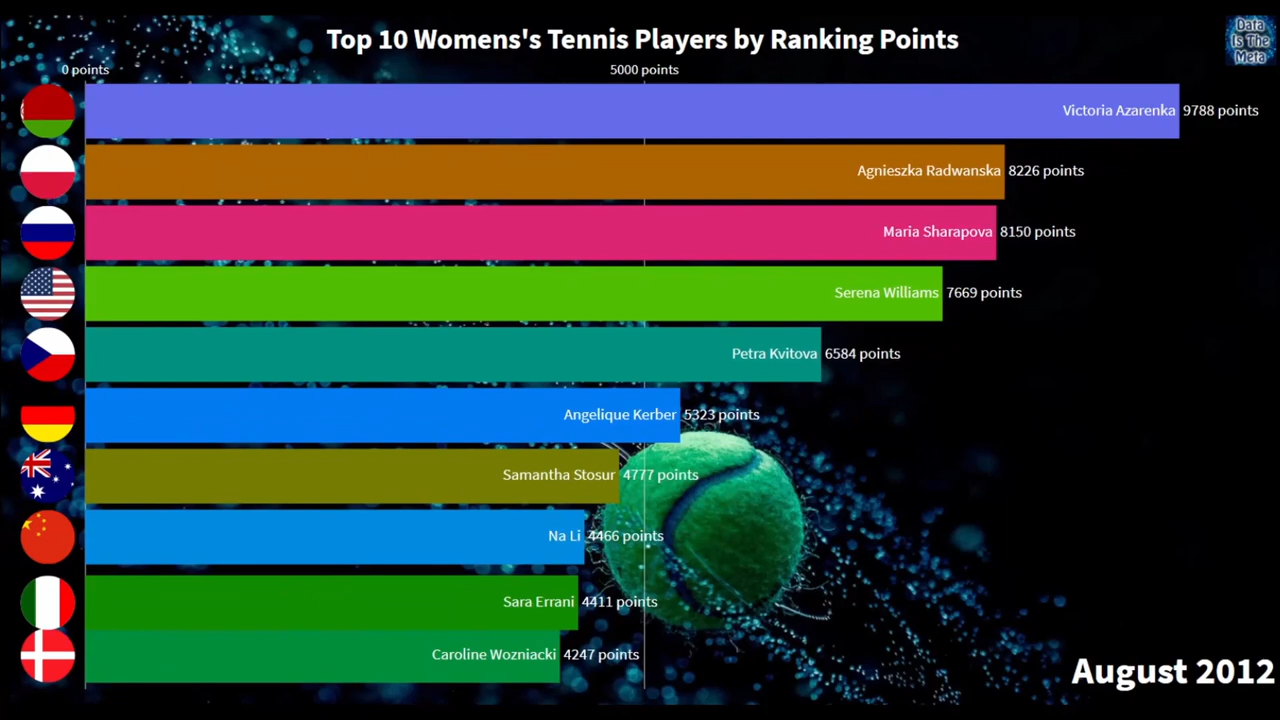 Top 10 Womens's Tennis Players by Ranking Points
Data
Is The
Meta
0 points 5000 points
Victoria Azarenka 9788 points
Agnieszka Radwanska 8226 points
Maria Sharapova 8150 points
Serena Williams 7669 points
Petra Kvitova 6584 points
Angelique Kerber 5323 points
Samantha Stosur 4777 points
Na Li 4466 points
Sara Errani 4411 points
Caroline Wozniacki 4247 points
August 2012